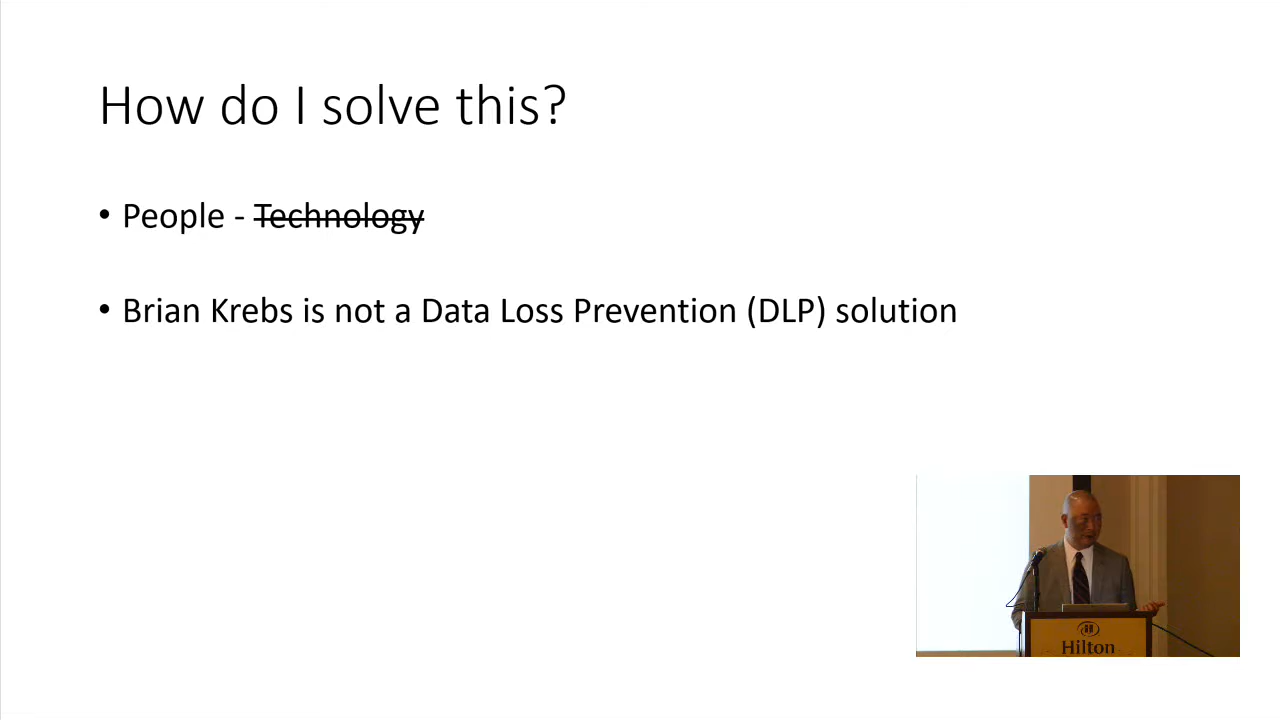 How do I solve this?
• People - Technology
• Brian Krebs is not a Data Loss Prevention (DLP) solution
Hilton